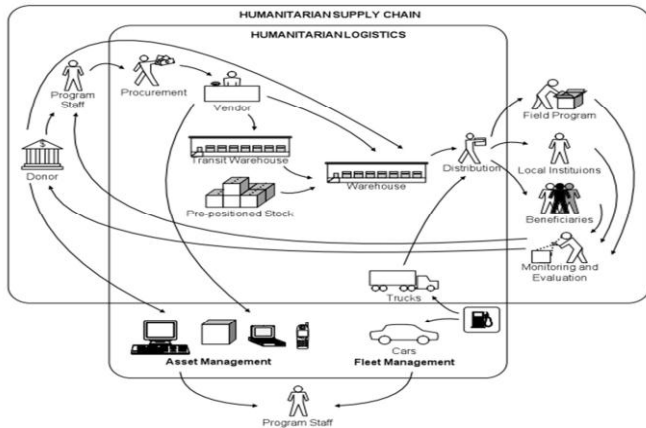 HUMANITARIAN SUPPLY CHAIN
HUMANITARIAN LOGISTICS
Program
Staff
Procurement
Vendor
Field Program
Donor
Transit Warehouse
Warehouse
Distribution
Local Instituions
Pre-positioned Stock
Beneficiaries
Monitoring and
Evaluation
Trucks
Cars
Asset Management
Fleet Management
Program Staff
$